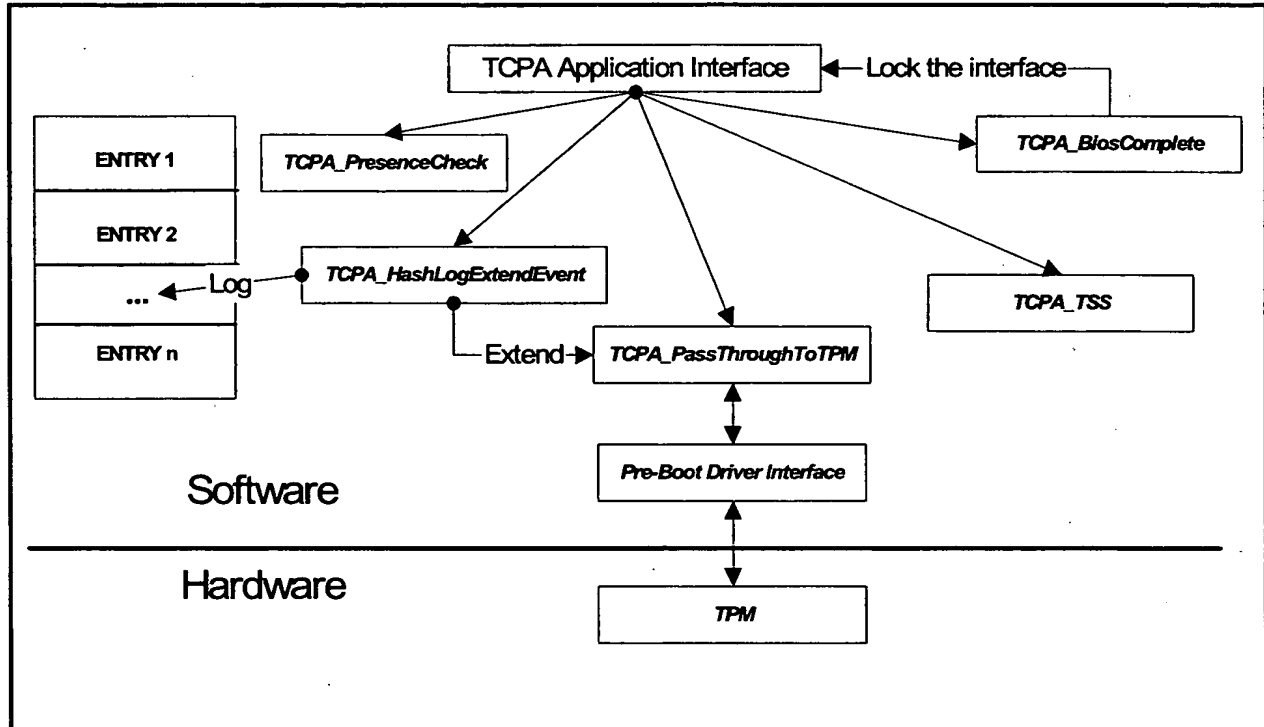 TCPA Application Interface
Lock the interface
ENTRY 1
TCPA_PresenceCheck
TCPA_BiosComplete
ENTRY 2
TCPA_HashLogExtendEvent
Log
...
TCPA_TSS
ENTRY n
Extend
TCPA_PassThroughToTPM
Pre-Boot Driver Interface
Software
Hardware
TPM